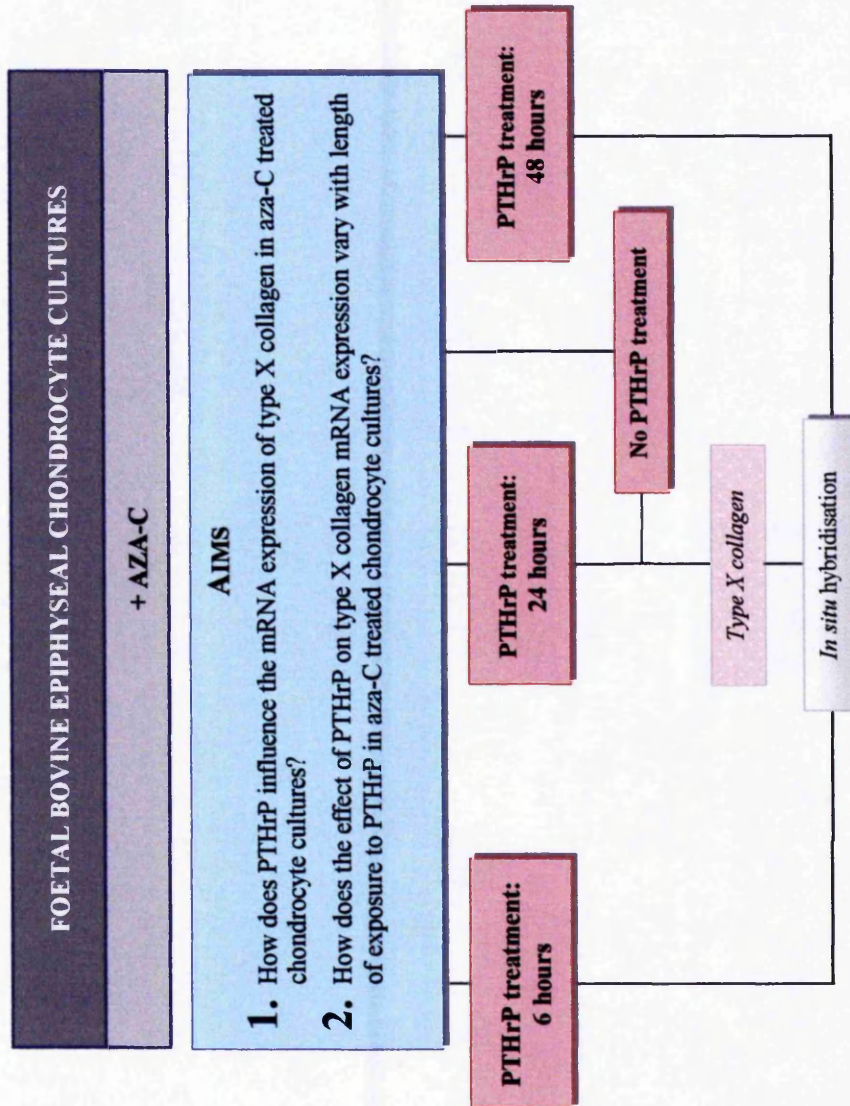 FOETAL BOVINE EPIPHYSEAL CHONDROCYTE CULTURES
+ AZA-C
AIMS
1. How does PTHrP influence the mRNA expression of type X collagen in aza-C treated
chondrocyte cultures?
2. How does the effect of PTHrP on type X collagen mRNA expression vary with length
of exposure to PTHrP in aza-C treated chondrocyte cultures?
PTHrP treatment:
6 hours
PTHrP treatment:
24 hours
PTHrP treatment:
48 hours
No PTHrP treatment
Type X collagen
In situ hybridisation